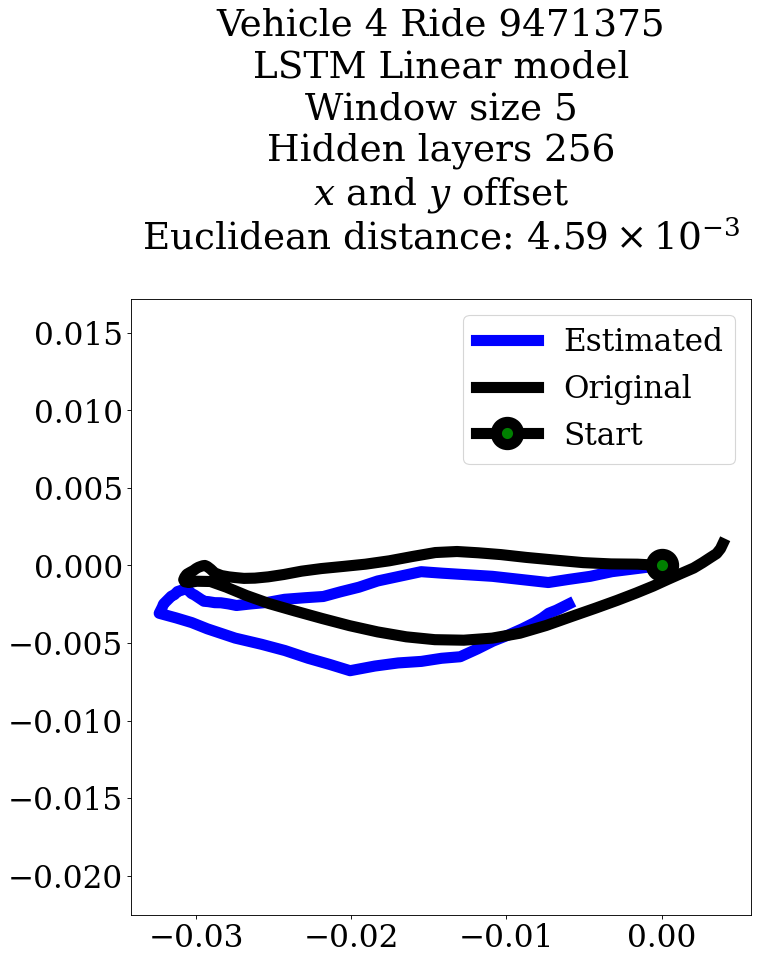 Vehicle 4 Ride 9471375
LSTM Linear model
Window size 5
Hidden layers 256
x and y offset
Euclidean distance: 4.59 × 10⁻³
Estimated
Original
Start
0.015
0.010
0.005
0.000
−0.005
−0.010
−0.015
−0.020
−0.03 −0.02 −0.01 0.00